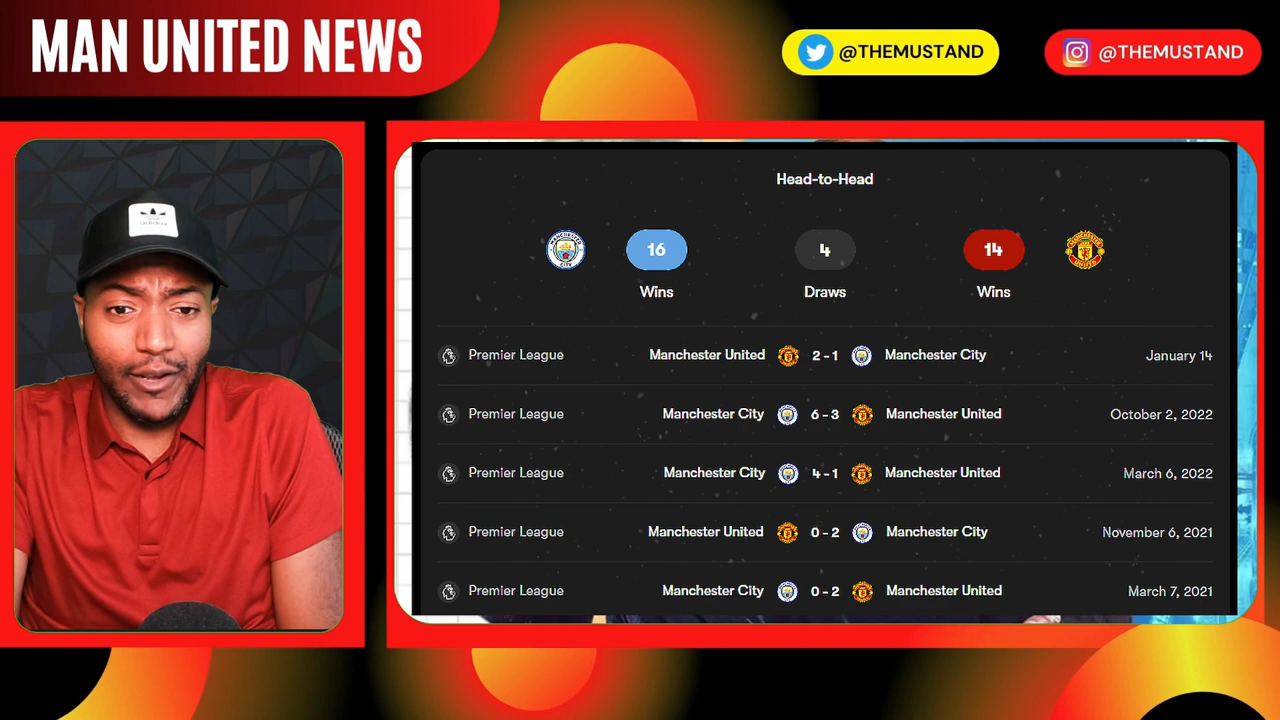 MAN UNITED NEWS
@THEMUSTAND
@THEMUSTAND
Head-to-Head
16
4
14
Wins
Draws
Wins
Premier League Manchester United 2 - 1 Manchester City January 14
Premier League Manchester City 6 - 3 Manchester United October 2, 2022
Premier League Manchester City 4 - 1 Manchester United March 6, 2022
Premier League Manchester United 0 - 2 Manchester City November 6, 2021
Premier League Manchester City 0 - 2 Manchester United March 7, 2021